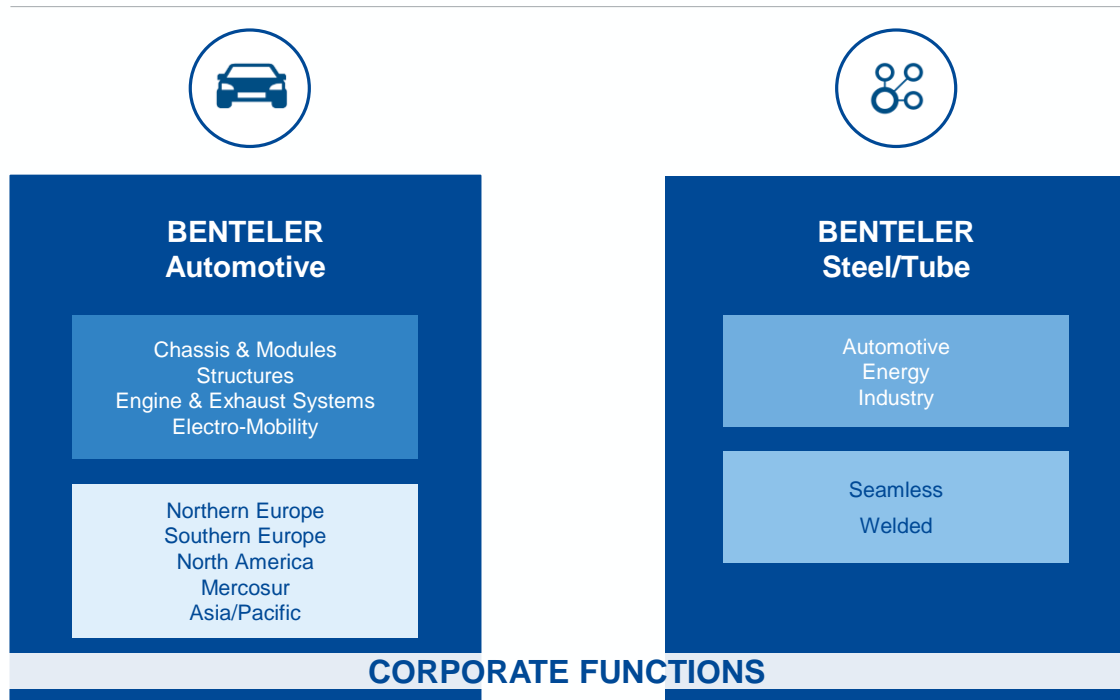 BENTELER
Automotive
Chassis & Modules
Structures
Engine & Exhaust Systems
Electro-Mobility
Northern Europe
Southern Europe
North America
Mercosur
Asia/Pacific
BENTELER
Steel/Tube
Automotive
Energy
Industry
Seamless
Welded
CORPORATE FUNCTIONS